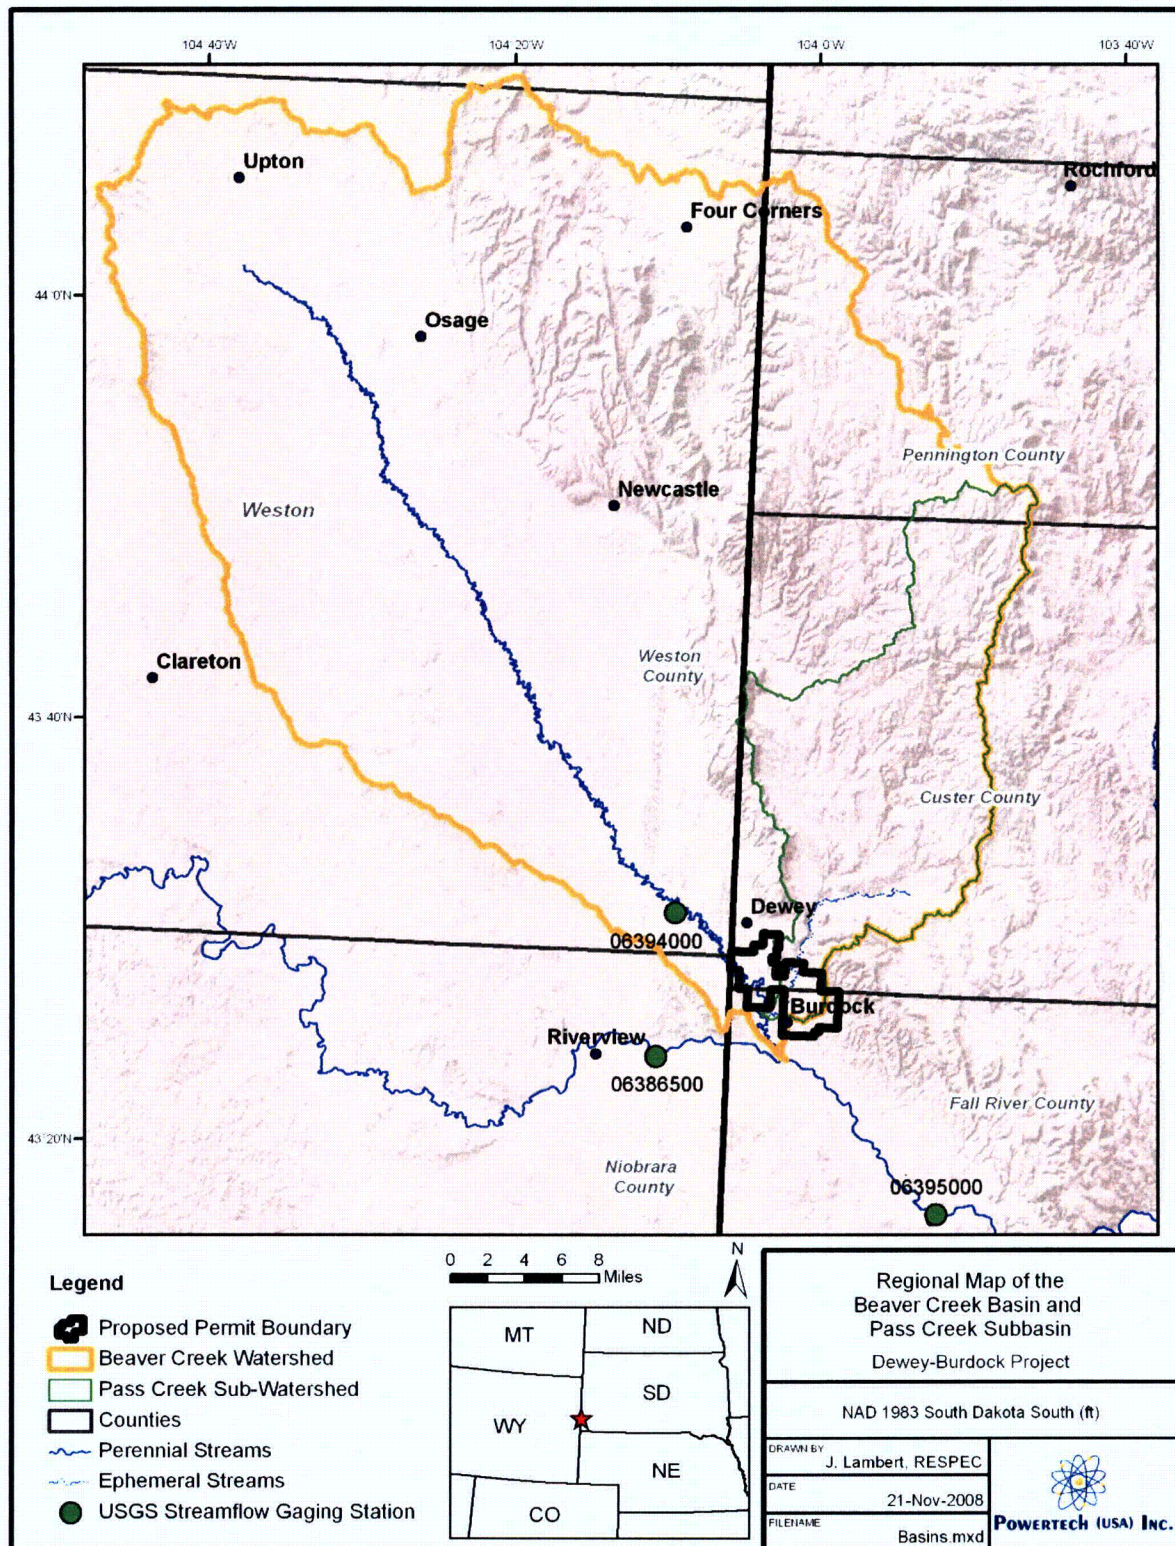 104°40'W
104°20'W
104°0'W
103°40'W
Upton
Rochford
Four Corners
44°0'N
Osage
Pennington County
Newcastle
Weston
Weston
County
Clareton
43°40'N
Custer County
Dewey
06394000
Burdock
Riverview
06386500
Fall River County
43°20'N
Niobrara
County
06395000
Legend
Proposed Permit Boundary
Beaver Creek Watershed
Pass Creek Sub-Watershed
Counties
Perennial Streams
Ephemeral Streams
USGS Streamflow Gaging Station
0 2 4 6 8
Miles
N
MT
ND
SD
WY
NE
CO
Regional Map of the
Beaver Creek Basin and
Pass Creek Subbasin
Dewey-Burdock Project
NAD 1983 South Dakota South (ft)
DRAWN BY
J. Lambert, RESPEC
DATE
21-Nov-2008
FILENAME
Basins.mxd
POWERTECH (USA) INC.